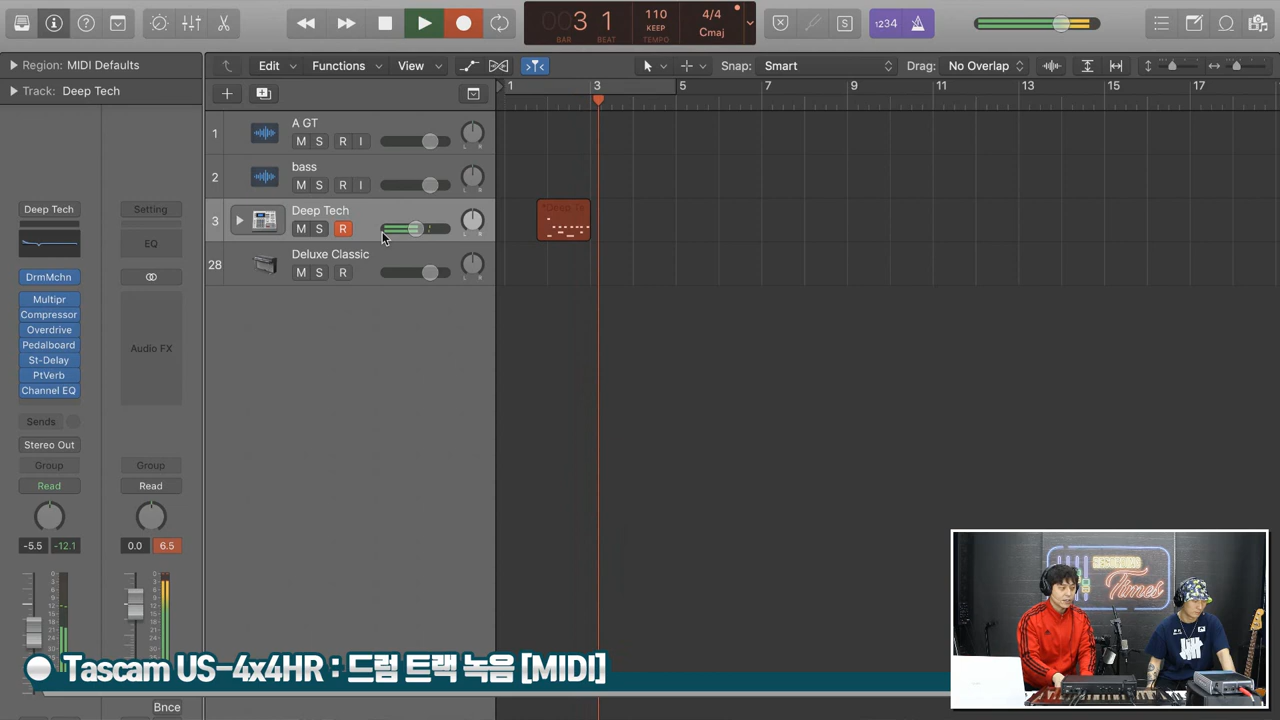 3 1
BAR BEAT
110
KEEP
TEMPO
4/4
Cmaj
S
1234
Region: MIDI Defaults
Track: Deep Tech
Edit Functions View
Snap: Smart
Drag: No Overlap
1 3 5 7 9 11 13 15 17
1
A GT
M S R I
L R
2
bass
M S R I
L R
3
Deep Tech
M S R
L R
*Deep Te
28
Deluxe Classic
M S R
L R
Deep Tech
Setting
EQ
DrmMchn
Multipr
Compressor
Overdrive
Pedalboard
St-Delay
PtVerb
Channel EQ
Audio FX
Sends
Stereo Out
Group
Group
Read
Read
-5.5 -12.1
0.0 6.5
RECORDING
Times
Tascam US-4x4HR : 드럼 트랙 녹음 [MIDI]
Bnce